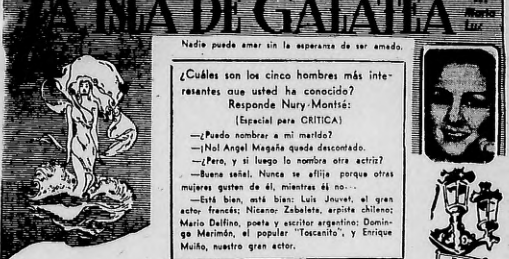 LA ISLA DE GALATEA
Por
Maria
Luz
Nadie puede amar sin la esperanza de ser amado.
¿Cuáles son los cinco hombres más inte-
resantes que usted ha conocido?
Responde Nury-Montsé:
(Especial para CRITICA)
—¿Puedo nombrar a mi marido?
—¡No! Angel Magaña queda descontado.
—¿Pero, y si luego lo nombra otra actriz?
—Buena señal. Nunca se aflija porque otras
mujeres gusten de él, mientras él no...
—Está bien, está bien: Luis Jouvet, el gran
actor francés; Nicanor Zabaleta, arpista chileno;
Mario Delfino, poeta y escritor argentino; Domin-
go Marimón, el popular "Toscanito", y Enrique
Muiño, nuestro gran actor.